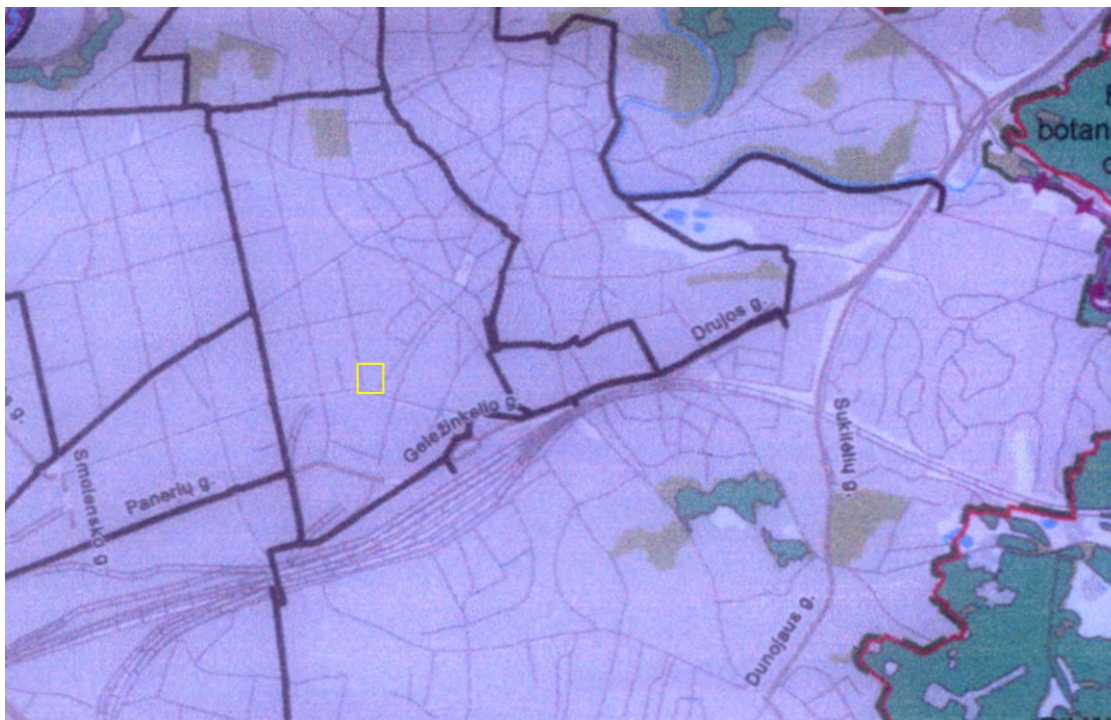 botan
Drujos g.
Geležinkelio g.
Sukilėlių g.
Smolensko g
Panerių g.
Dunojaus g.